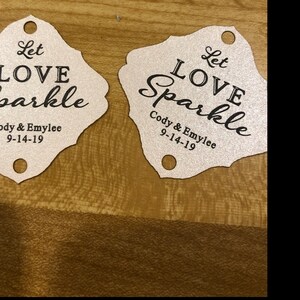 Let
LOVE
Sparkle
Cody & Emylee
9-14-19
Let
LOVE
Sparkle
Cody & Emylee
9-14-19